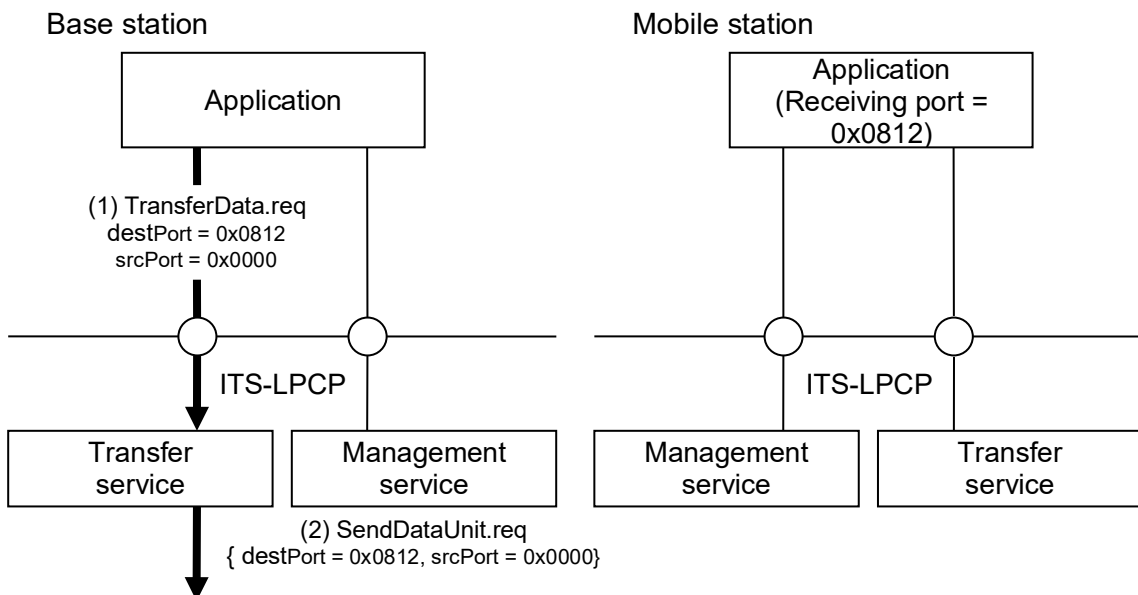 Base station
Mobile station
Application
Application
(Receiving port =
0x0812)
(1) TransferData.req
destPort = 0x0812
srcPort = 0x0000
ITS-LPCP
ITS-LPCP
Transfer
service
Management
service
Management
service
Transfer
service
(2) SendDataUnit.req
{ destPort = 0x0812, srcPort = 0x0000}